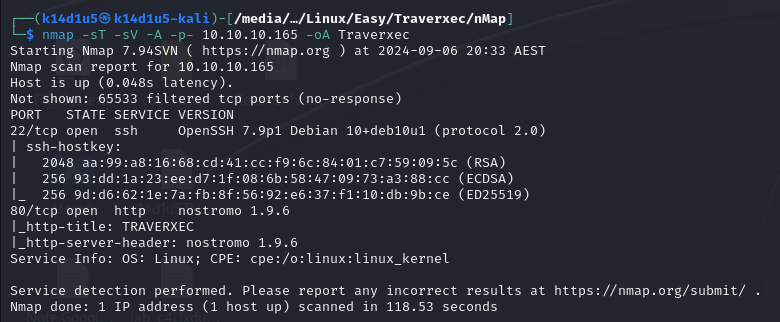 ┌──(k14d1u5㉿k14d1u5-kali)-[/media/…/Linux/Easy/Traverxec/nMap]
└─$ nmap -sT -sV -A -p- 10.10.10.165 -oA Traverxec
Starting Nmap 7.94SVN ( https://nmap.org ) at 2024-09-06 20:33 AEST
Nmap scan report for 10.10.10.165
Host is up (0.048s latency).
Not shown: 65533 filtered tcp ports (no-response)
PORT   STATE SERVICE VERSION
22/tcp open  ssh     OpenSSH 7.9p1 Debian 10+deb10u1 (protocol 2.0)
| ssh-hostkey:
|   2048 aa:99:a8:16:68:cd:41:cc:f9:6c:84:01:c7:59:09:5c (RSA)
|   256 93:dd:1a:23:ee:d7:1f:08:6b:58:47:09:73:a3:88:cc (ECDSA)
|_  256 9d:d6:62:1e:7a:fb:8f:56:92:e6:37:f1:10:db:9b:ce (ED25519)
80/tcp open  http    nostromo 1.9.6
|_http-title: TRAVERXEC
|_http-server-header: nostromo 1.9.6
Service Info: OS: Linux; CPE: cpe:/o:linux:linux_kernel

Service detection performed. Please report any incorrect results at https://nmap.org/submit/ .
Nmap done: 1 IP address (1 host up) scanned in 118.53 seconds